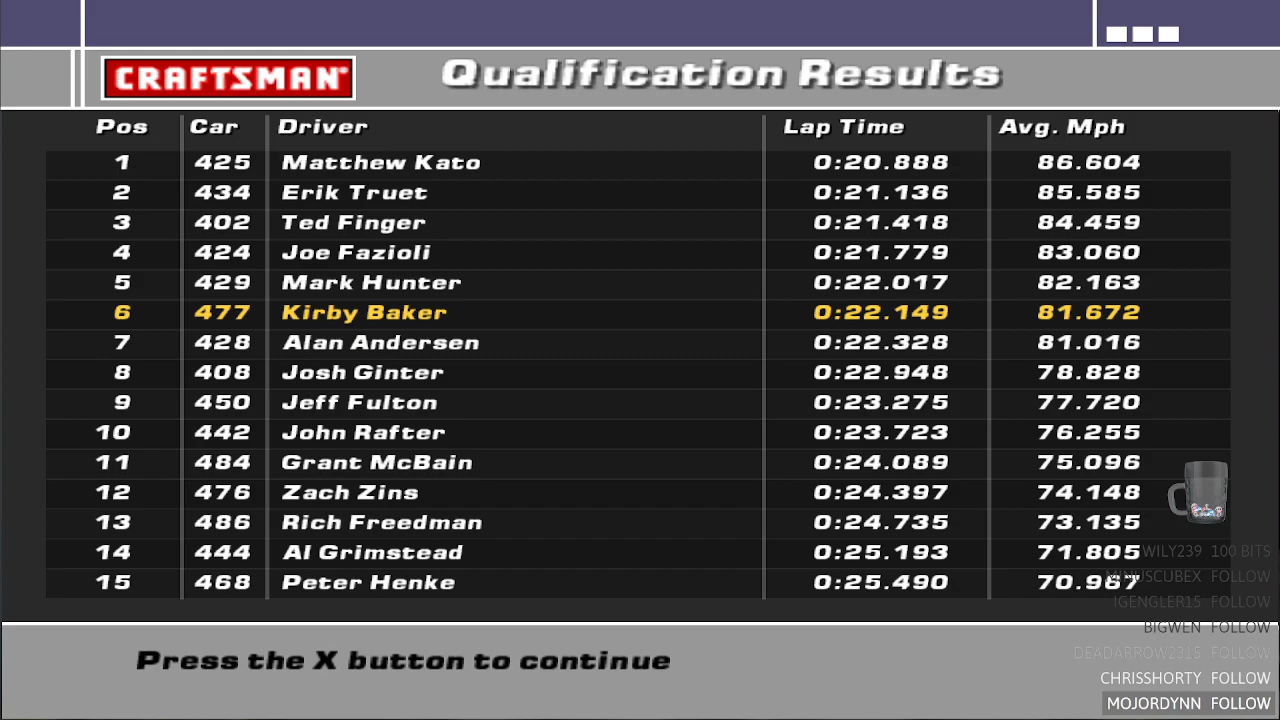 CRAFTSMAN®
Qualification Results
Pos Car Driver Lap Time Avg. Mph
1 425 Matthew Kato 0:20.888 86.604
2 434 Erik Truet 0:21.136 85.585
3 402 Ted Finger 0:21.418 84.459
4 424 Joe Fazioli 0:21.779 83.060
5 429 Mark Hunter 0:22.017 82.163
6 477 Kirby Baker 0:22.149 81.672
7 428 Alan Andersen 0:22.328 81.016
8 408 Josh Ginter 0:22.948 78.828
9 450 Jeff Fulton 0:23.275 77.720
10 442 John Rafter 0:23.723 76.255
11 484 Grant McBain 0:24.089 75.096
12 476 Zach Zins 0:24.397 74.148
13 486 Rich Freedman 0:24.735 73.135
14 444 Al Grimstead 0:25.193 71.805
15 468 Peter Henke 0:25.490 70.987
WILY239 100 BITS
MINUSCUBEX FOLLOW
IGENGLER15 FOLLOW
BIGWEN FOLLOW
DEADARROW2315 FOLLOW
CHRISSHORTY FOLLOW
MOJORDYNN FOLLOW
Press the X button to continue